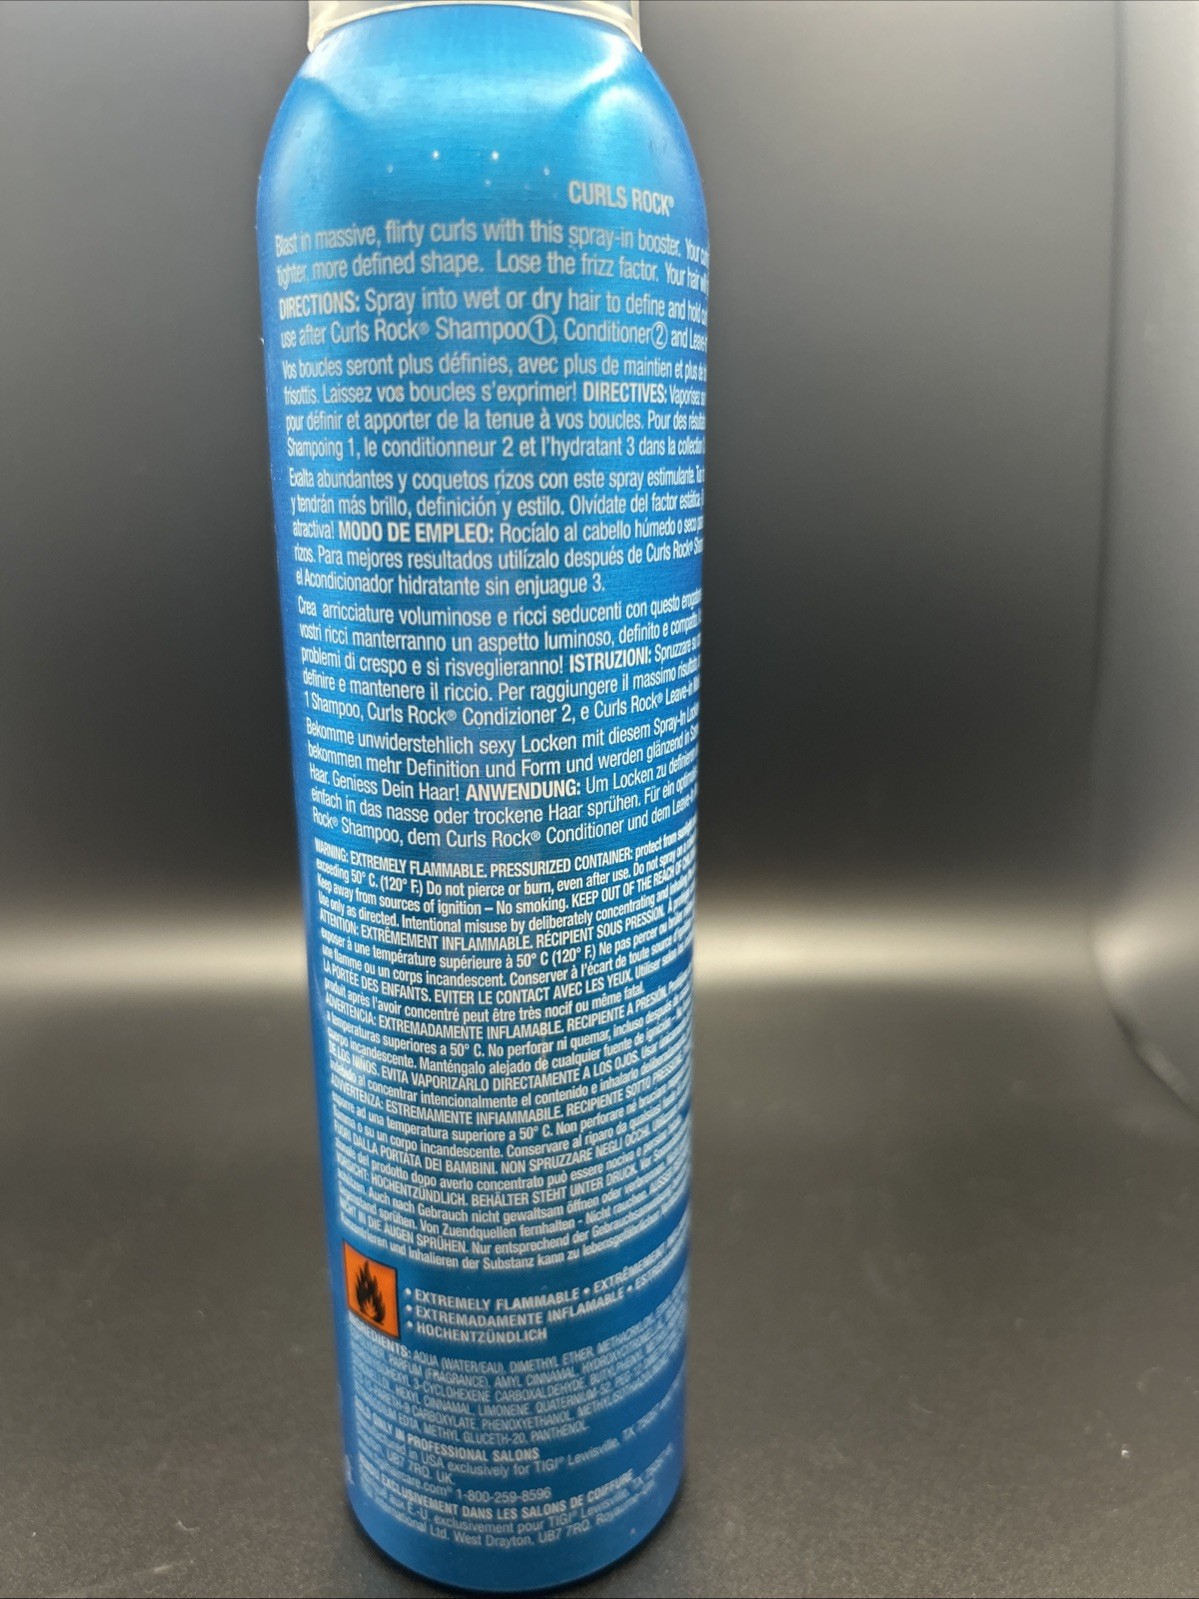 CURLS ROCK®
Blast in massive, flirty curls with this spray-in booster. Your
tighter, more defined shape. Lose the frizz factor. Your hair
DIRECTIONS: Spray into wet or dry hair to define and hold
use after Curls Rock® Shampoo①, Conditioner② and
Vos boucles seront plus définies, avec plus de maintien et plus de
frisottis. Laissez vos boucles s'exprimer! DIRECTIVES: Vaporisez
pour définir et apporter de la tenue à vos boucles. Pour des
Shampoing 1, le conditionneur 2 et l'hydratant 3 dans la
Exalta abundantes y coquetos rizos con este spray estimulante.
y tendrán más brillo, definición y estilo. Olvídate del factor
atractiva! MODO DE EMPLEO: Rocíalo al cabello húmedo o seco
rizos. Para mejores resultados utilízalo después de Curls Rock®
el Acondicionador hidratante sin enjuague 3.
Crea arricciature voluminose e ricci seducenti con questo
vostri ricci manterranno un aspetto luminoso, definito e
problemi di crespo e si risveglieranno! ISTRUZIONI: Spruzzare
definire e mantenere il riccio. Per raggiungere il massimo
1 Shampoo, Curls Rock® Condizioner 2, e Curls Rock® Leave-in
Bekomme unwiderstehlich sexy Locken mit diesem Spray-In
bekommen mehr Definition und Form und werden glänzend in
Haar. Geniess Dein Haar! ANWENDUNG: Um Locken zu
einfach in das nasse oder trockene Haar sprühen. Für ein
Rock® Shampoo, dem Curls Rock® Conditioner und dem
WARNING: EXTREMELY FLAMMABLE. PRESSURIZED CONTAINER: protect from
exceeding 50° C. (120° F.) Do not pierce or burn, even after use. Do not spray on a
Keep away from sources of ignition – No smoking. KEEP OUT OF THE REACH OF
Use only as directed. Intentional misuse by deliberately concentrating and
ATTENTION: EXTRÊMEMENT INFLAMMABLE. RÉCIPIENT SOUS PRESSION. À
exposer à une température supérieure à 50° C (120° F.) Ne pas percer ou
une flamme ou un corps incandescent. Conserver à l'écart de toute source
LA PORTÉE DES ENFANTS. EVITER LE CONTACT AVEC LES YEUX. Utiliser selon
produit après l'avoir concentré peut être très nocif ou même fatal.
ADVERTENCIA: EXTREMADAMENTE INFLAMABLE. RECIPIENTE A PRESIÓN.
a temperaturas superiores a 50° C. No perforar ni quemar, incluso después
cuerpo incandescente. Manténgalo alejado de cualquier fuente de ignición
DE LOS NIÑOS. EVITA VAPORIZARLO DIRECTAMENTE A LOS OJOS. Usar
indebido al concentrar intencionalmente el contenido e inhalarlo
AVVERTENZA: ESTREMAMENTE INFIAMMABILE. RECIPIENTE SOTTO PRESSIONE.
esporre ad una temperatura superiore a 50° C. Non perforare né bruciare
fiamma o su un corpo incandescente. Conservare al riparo da qualsiasi
FUORI DALLA PORTATA DEI BAMBINI. NON SPRUZZARE NEGLI OCCHI.
del prodotto dopo averlo concentrato può essere nociva e
VORSICHT: HOCHENTZÜNDLICH. BEHÄLTER STEHT UNTER DRUCK. Vor
schützen. Auch nach Gebrauch nicht gewaltsam öffnen oder
Gegenstand sprühen. Von Zuendquellen fernhalten - Nicht rauchen.
NICHT IN DIE AUGEN SPRÜHEN. Nur entsprechend der
Konzentrieren und Inhalieren der Substanz kann zu
• EXTREMELY FLAMMABLE • EXTRÊMEMENT
• EXTREMADAMENTE INFLAMABLE •
• HOCHENTZÜNDLICH
INGREDIENTS: AQUA (WATER/EAU), DIMETHYL ETHER,
PARFUM (FRAGRANCE), AMYL CINNAMAL,
3-CYCLOHEXENE CARBOXALDEHYDE, BUTYLPHENYL
HEXYL CINNAMAL, LIMONENE, QUATERNIUM-52,
CARBOXYLATE, PHENOXYETHANOL,
EDTA, METHYL GLUCETH-20, PANTHENOL.
SOLD ONLY IN PROFESSIONAL SALONS
in USA exclusively for TIGI® Lewisville, TX
UB7 7RQ, UK.
1-800-259-8596
EXCLUSIVEMENT DANS LES SALONS DE COIFFURE
aux É.-U. exclusivement pour TIGI® Lewisville, TX
Ltd. West Drayton, UB7 7RQ,